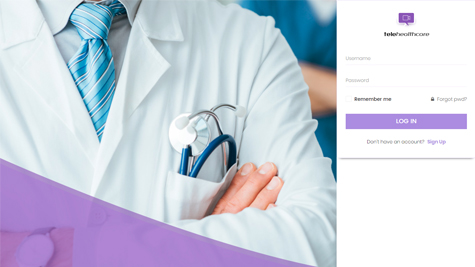 telehealthcare
Username
Password
Remember me
Forgot pwd?
LOG IN
Don't have an account? Sign Up